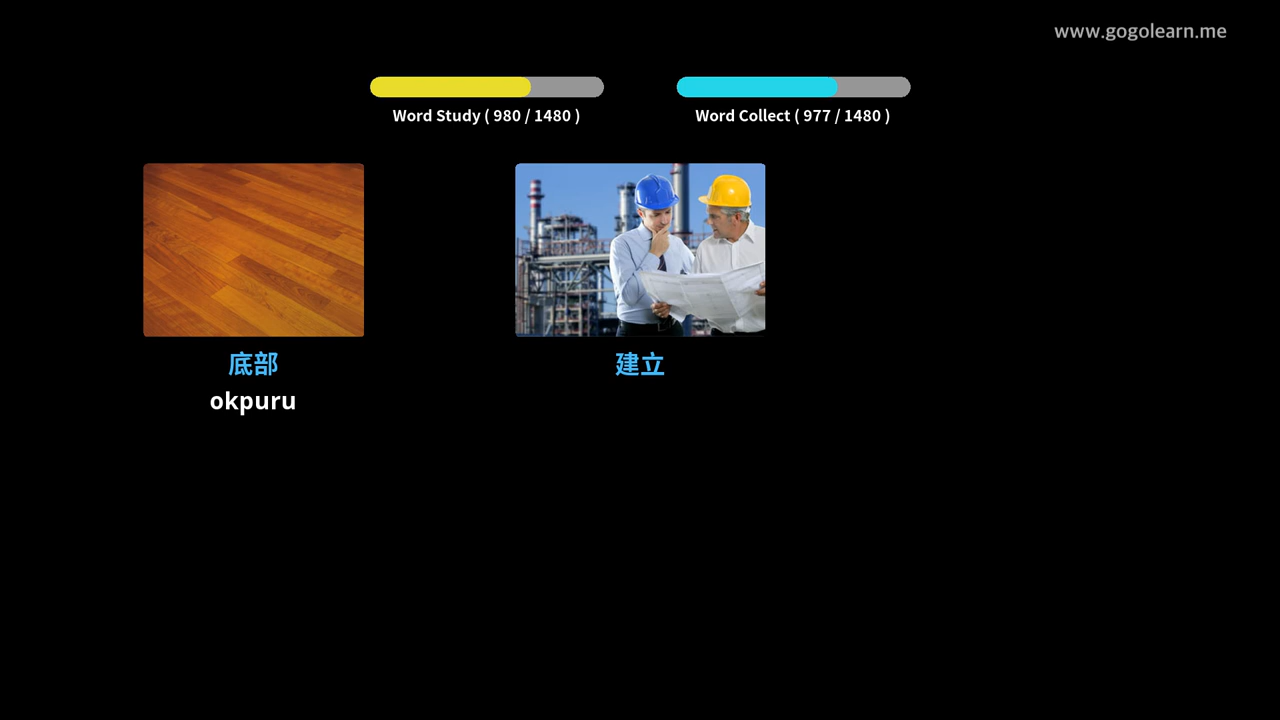 www.gogolearn.me
Word Study ( 980 / 1480 )
Word Collect ( 977 / 1480 )
底部
okpuru
建立